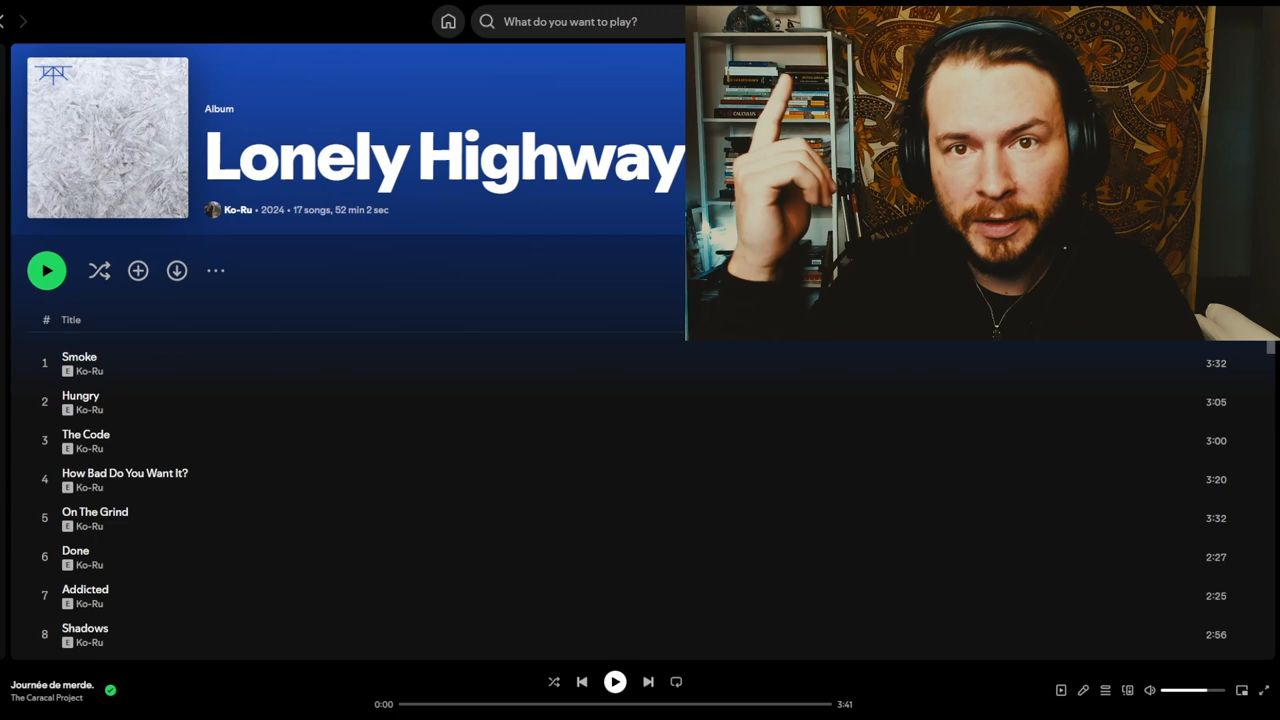 What do you want to play?
Album
Lonely Highway
Ko-Ru • 2024 • 17 songs, 52 min 2 sec
# Title
1 Smoke 3:32
E Ko-Ru
2 Hungry 3:05
E Ko-Ru
3 The Code 3:00
E Ko-Ru
4 How Bad Do You Want It? 3:20
E Ko-Ru
5 On The Grind 3:32
E Ko-Ru
6 Done 2:27
E Ko-Ru
7 Addicted 2:25
E Ko-Ru
8 Shadows 2:56
E Ko-Ru
Journée de merde.
The Caracal Project
0:00 3:41
CALCULUS